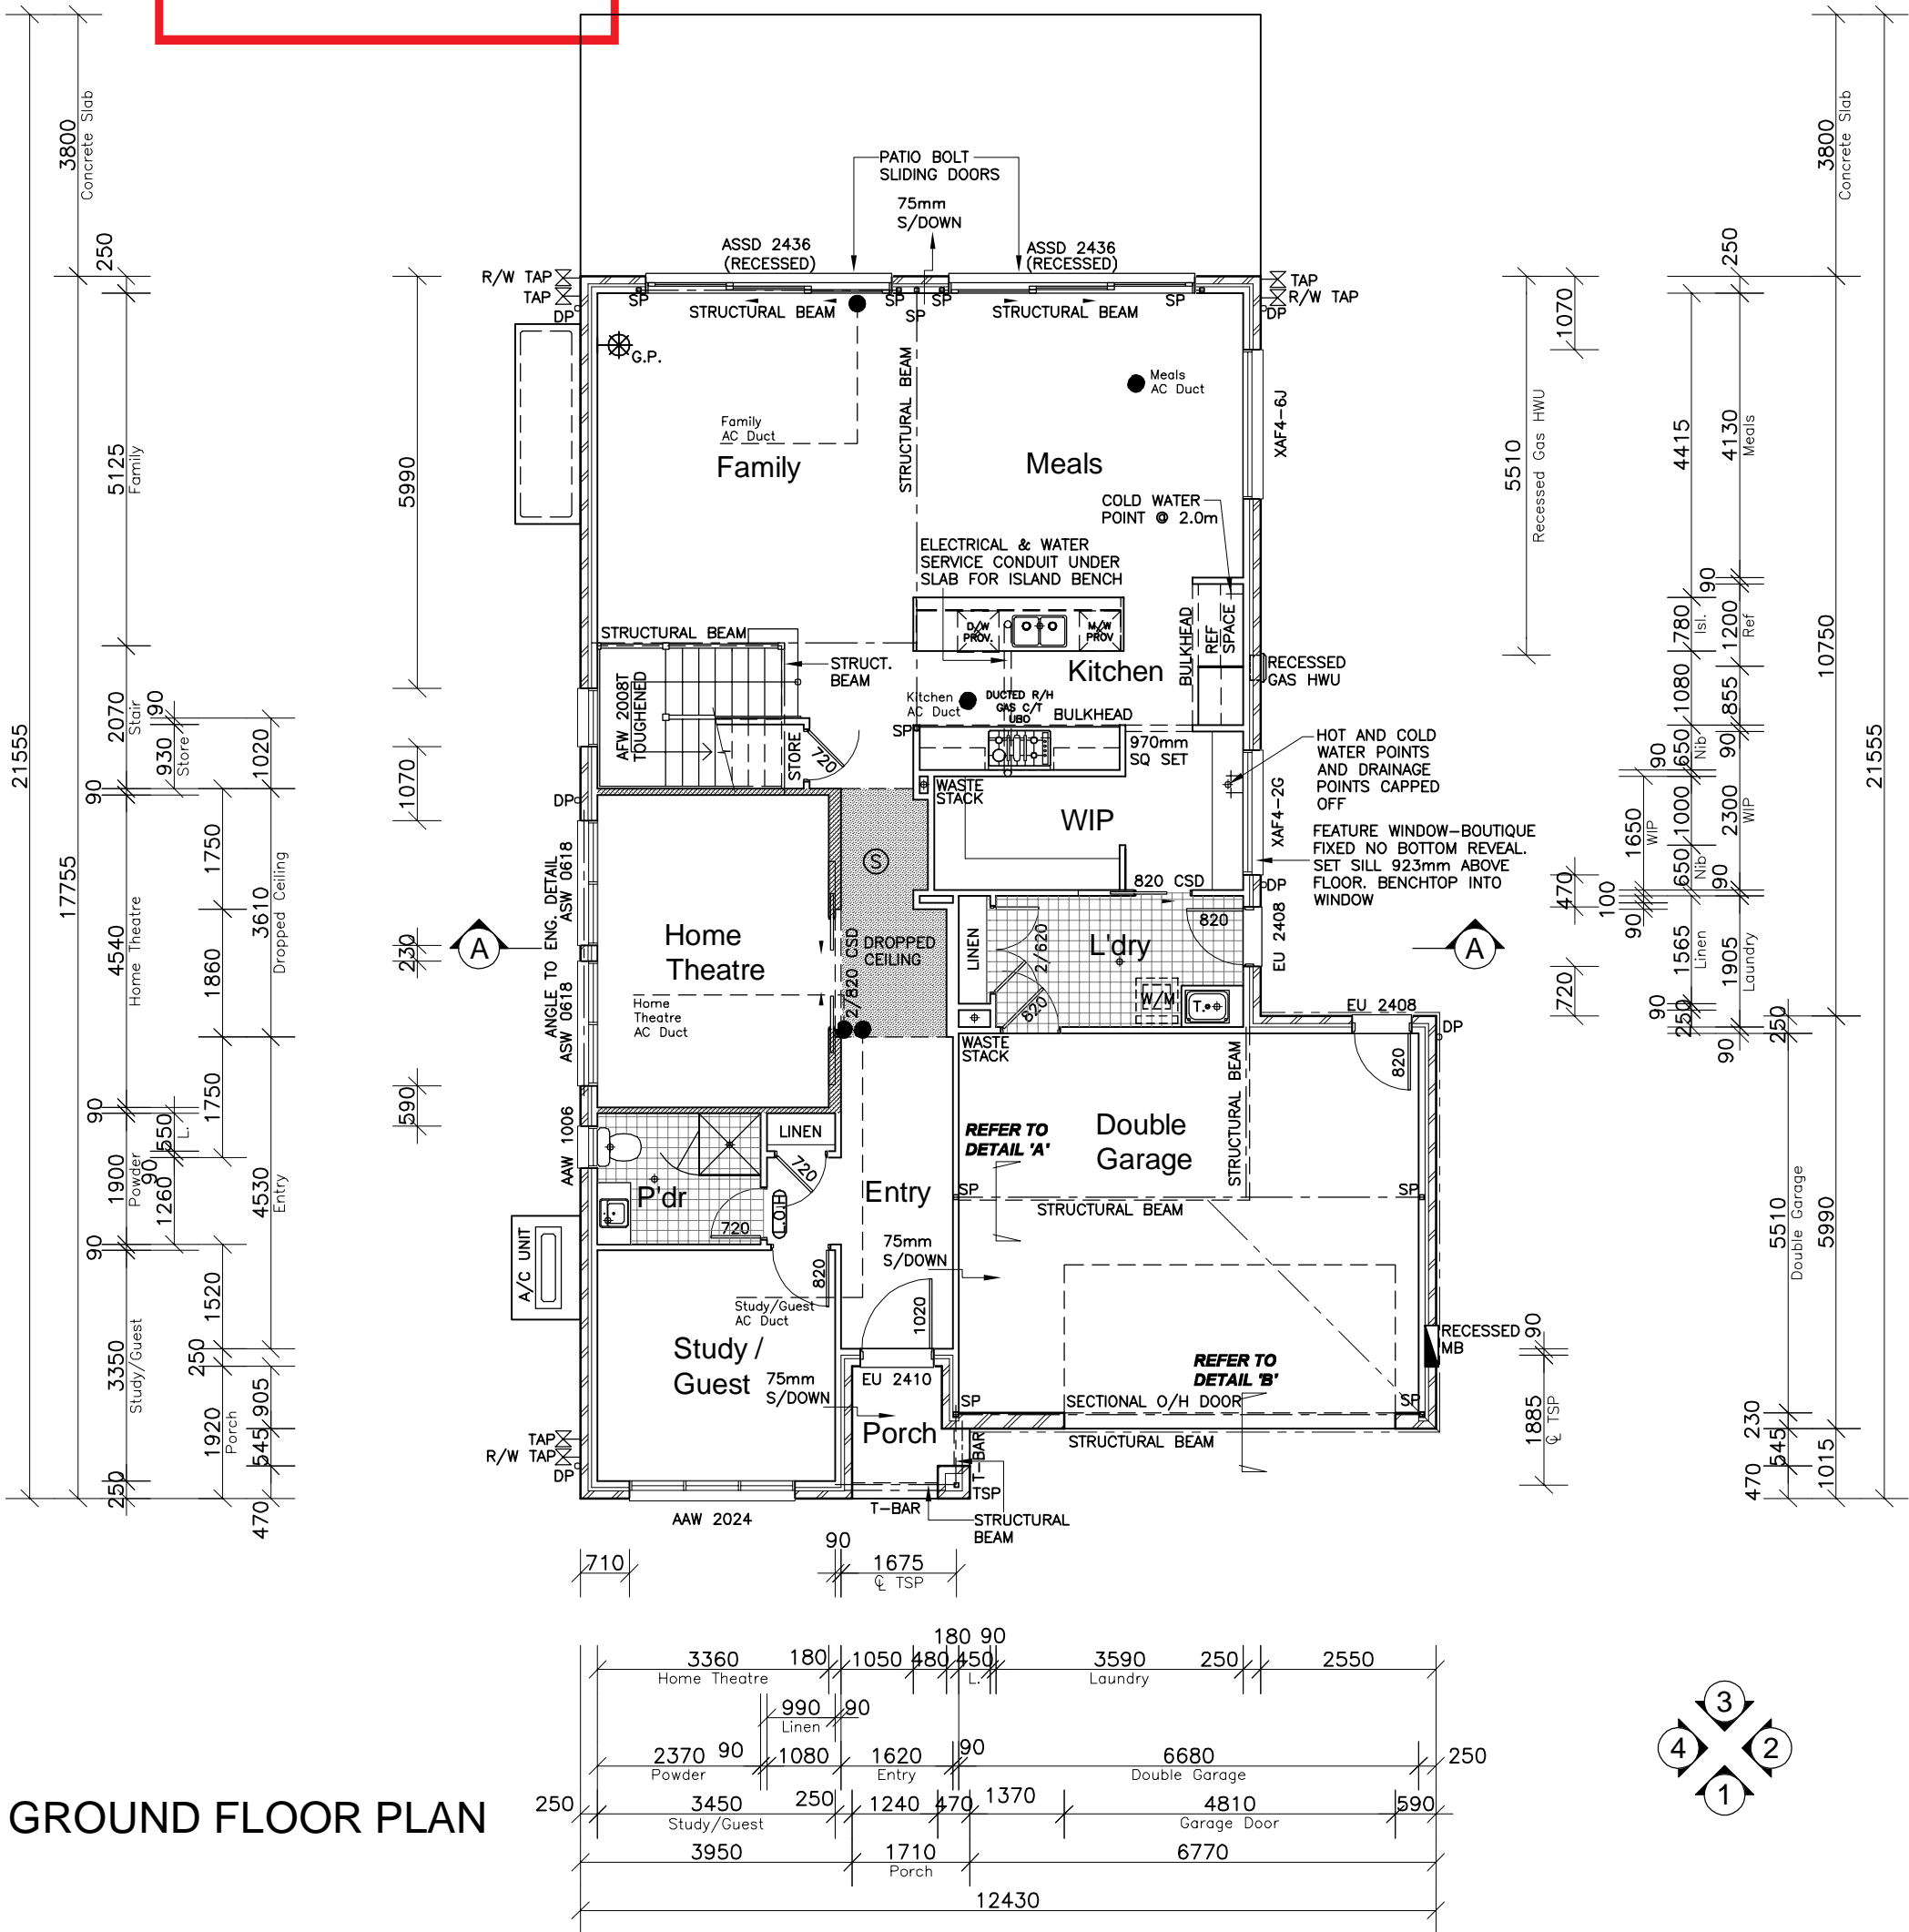 PATIO BOLT
SLIDING DOORS
75mm
S/DOWN
ASSD 2436
(RECESSED)
ASSD 2436
(RECESSED)
R/W TAP
TAP
DP
TAP
R/W TAP
DP
SP
SP
SP
SP
SP
STRUCTURAL BEAM
STRUCTURAL BEAM
G.P.
STRUCTURAL BEAM
Meals
AC Duct
Family
AC Duct
Family
Meals
XAF4-6J
COLD WATER
POINT @ 2.0m
ELECTRICAL & WATER
SERVICE CONDUIT UNDER
SLAB FOR ISLAND BENCH
D/W
PROV.
M/W
PROV
BULKHEAD
REF
SPACE
STRUCTURAL BEAM
STRUCT.
BEAM
Kitchen
RECESSED
GAS HWU
AFW 2008T
TOUGHENED
Kitchen
AC Duct
DUCTED R/H
GAS C/T
UBO
BULKHEAD
SP
STORE
720
970mm
SQ SET
HOT AND COLD
WATER POINTS
AND DRAINAGE
POINTS CAPPED
OFF
WASTE
STACK
DP
WIP
XAF4-2G
FEATURE WINDOW-BOUTIQUE
FIXED NO BOTTOM REVEAL.
SET SILL 923mm ABOVE
FLOOR. BENCHTOP INTO
WINDOW
S
820 CSD
DP
ANGLE TO ENG. DETAIL
ASW 0618
ASW 0618
A
A
Home
Theatre
2/820 CSD
DROPPED
CEILING
LINEN
2/620
L'dry
820
EU 2408
Home
Theatre
AC Duct
820
W/M
T.
EU 2408
DP
WASTE
STACK
820
STRUCTURAL BEAM
AAW 1006
LINEN
720
REFER TO
DETAIL 'A'
Double
Garage
P'dr
L.O.H
720
Entry
SP
SP
STRUCTURAL BEAM
A/C UNIT
75mm
S/DOWN
820
Study/Guest
AC Duct
1020
Study /
Guest
RECESSED
MB
75mm
S/DOWN
EU 2410
REFER TO
DETAIL 'B'
SP
SECTIONAL O/H DOOR
SP
TAP
R/W TAP
DP
Porch
T-BAR
STRUCTURAL BEAM
TSP
T-BAR
AAW 2024
STRUCTURAL
BEAM
21555
3800
Concrete Slab
17755
250
5125
Family
2070
Stair
90
4540
Home Theatre
90
1900
Powder
90
3350
Study/Guest
250
90
930
Store
550
L.
90
1260
1750
1860
1750
1520
250
1920
Porch
1020
3610
Dropped Ceiling
4530
Entry
905
545
470
5990
1070
230
590
1070
5510
Recessed Gas HWU
470
720
90
1885
℄ TSP
1650
WIP
100
90
4415
780
Isl.
1080
650
Nib
90
1000
650
Nib
1565
Linen
90
250
250
4130
Meals
90
1200
Ref
855
90
2300
WIP
90
1905
Laundry
90
250
5510
Double Garage
230
545
470
3800
Concrete Slab
10750
5990
1015
21555
710
90
1675
℄ TSP
3360
Home Theatre
180
1050
480
180
450
L.
90
3590
Laundry
250
2550
990
Linen
90
2370
Powder
90
1080
1620
Entry
90
6680
Double Garage
250
250
3450
Study/Guest
250
1240
470
1370
4810
Garage Door
590
3950
1710
Porch
6770
12430
3
4
2
1
GROUND FLOOR PLAN